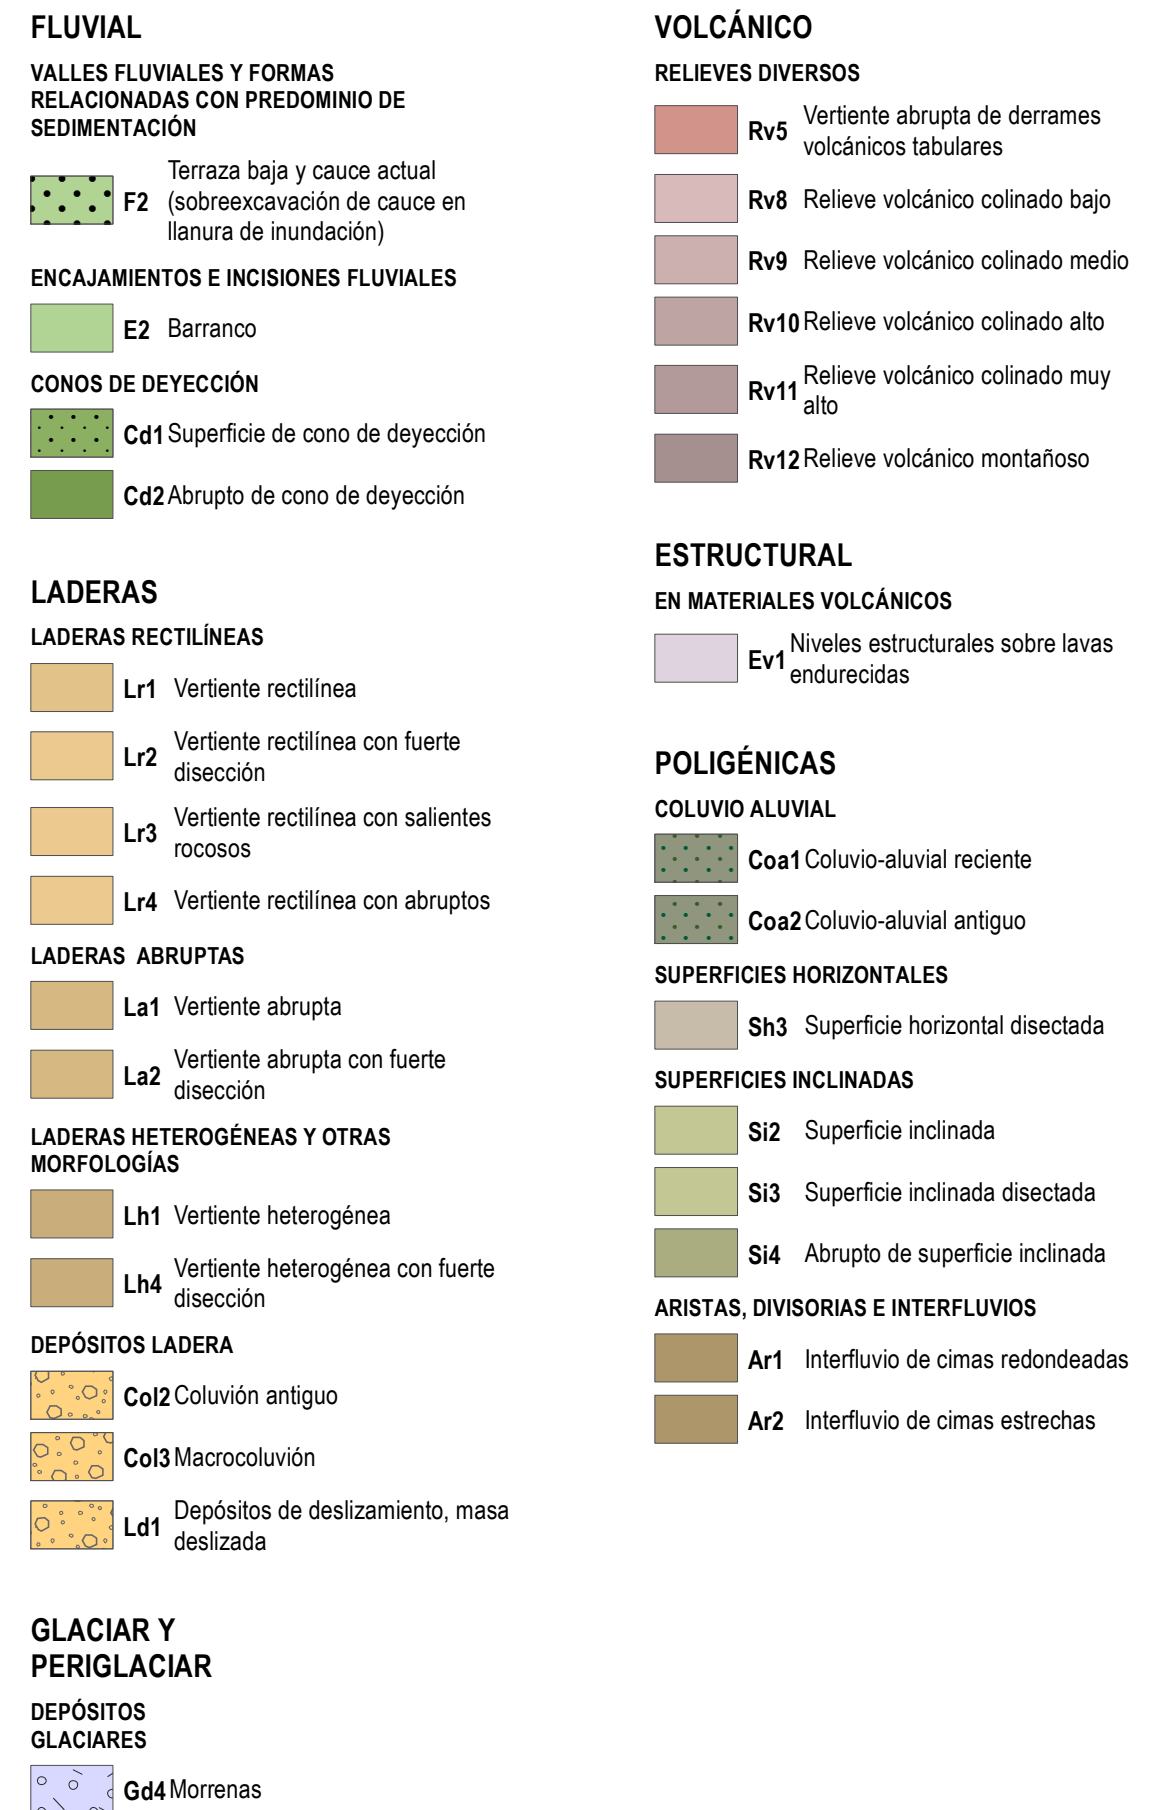 FLUVIAL
VALLES FLUVIALES Y FORMAS
RELACIONADAS CON PREDOMINIO DE
SEDIMENTACIÓN
F2 Terraza baja y cauce actual
(sobreexcavación de cauce en
llanura de inundación)
ENCAJAMIENTOS E INCISIONES FLUVIALES
E2 Barranco
CONOS DE DEYECCIÓN
Cd1 Superficie de cono de deyección
Cd2 Abrupto de cono de deyección
LADERAS
LADERAS RECTILÍNEAS
Lr1 Vertiente rectilínea
Lr2 Vertiente rectilínea con fuerte
disección
Lr3 Vertiente rectilínea con salientes
rocosos
Lr4 Vertiente rectilínea con abruptos
LADERAS ABRUPTAS
La1 Vertiente abrupta
La2 Vertiente abrupta con fuerte
disección
LADERAS HETEROGÉNEAS Y OTRAS
MORFOLOGÍAS
Lh1 Vertiente heterogénea
Lh4 Vertiente heterogénea con fuerte
disección
DEPÓSITOS LADERA
Col2 Coluvión antiguo
Col3 Macrocoluvión
Ld1 Depósitos de deslizamiento, masa
deslizada
GLACIAR Y
PERIGLACIAR
DEPÓSITOS
GLACIARES
Gd4 Morrenas
VOLCÁNICO
RELIEVES DIVERSOS
Rv5 Vertiente abrupta de derrames
volcánicos tabulares
Rv8 Relieve volcánico colinado bajo
Rv9 Relieve volcánico colinado medio
Rv10 Relieve volcánico colinado alto
Rv11 Relieve volcánico colinado muy
alto
Rv12 Relieve volcánico montañoso
ESTRUCTURAL
EN MATERIALES VOLCÁNICOS
Ev1 Niveles estructurales sobre lavas
endurecidas
POLIGÉNICAS
COLUVIO ALUVIAL
Coa1 Coluvio-aluvial reciente
Coa2 Coluvio-aluvial antiguo
SUPERFICIES HORIZONTALES
Sh3 Superficie horizontal disectada
SUPERFICIES INCLINADAS
Si2 Superficie inclinada
Si3 Superficie inclinada disectada
Si4 Abrupto de superficie inclinada
ARISTAS, DIVISORIAS E INTERFLUVIOS
Ar1 Interfluvio de cimas redondeadas
Ar2 Interfluvio de cimas estrechas